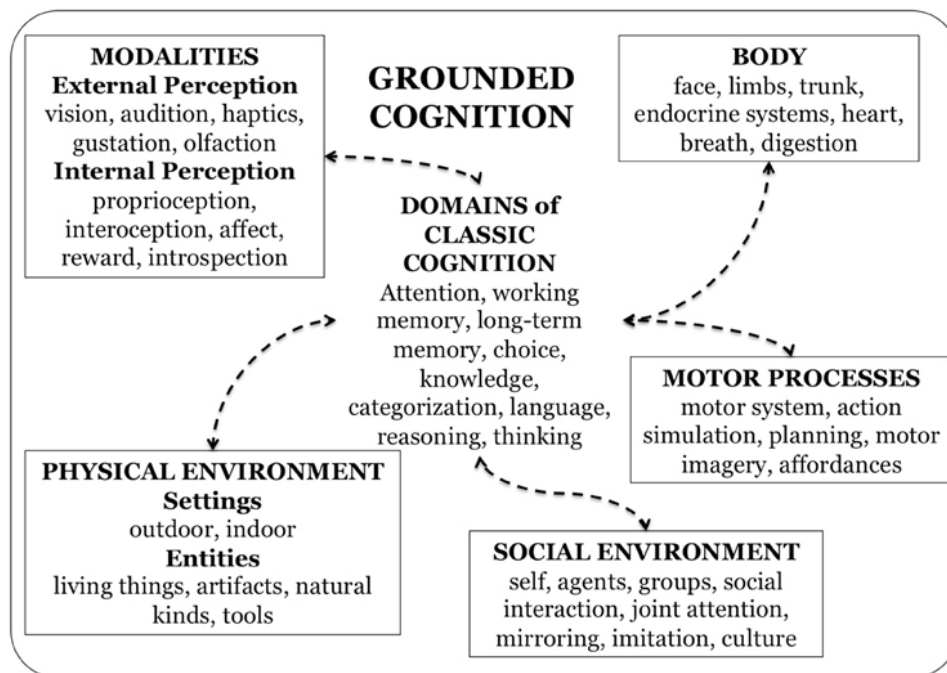 MODALITIES
External Perception
vision, audition, haptics,
gustation, olfaction
Internal Perception
proprioception,
interoception, affect,
reward, introspection
GROUNDED
COGNITION
BODY
face, limbs, trunk,
endocrine systems, heart,
breath, digestion
DOMAINS of
CLASSIC
COGNITION
Attention, working
memory, long-term
memory, choice,
knowledge,
categorization, language,
reasoning, thinking
MOTOR PROCESSES
motor system, action
simulation, planning, motor
imagery, affordances
PHYSICAL ENVIRONMENT
Settings
outdoor, indoor
Entities
living things, artifacts, natural
kinds, tools
SOCIAL ENVIRONMENT
self, agents, groups, social
interaction, joint attention,
mirroring, imitation, culture